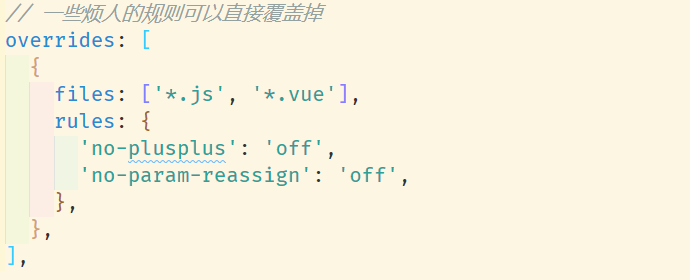 // 一些烦人的规则可以直接覆盖掉
overrides: [
{
files: ['*.js', '*.vue'],
rules: {
'no-plusplus': 'off',
'no-param-reassign': 'off',
},
},
],